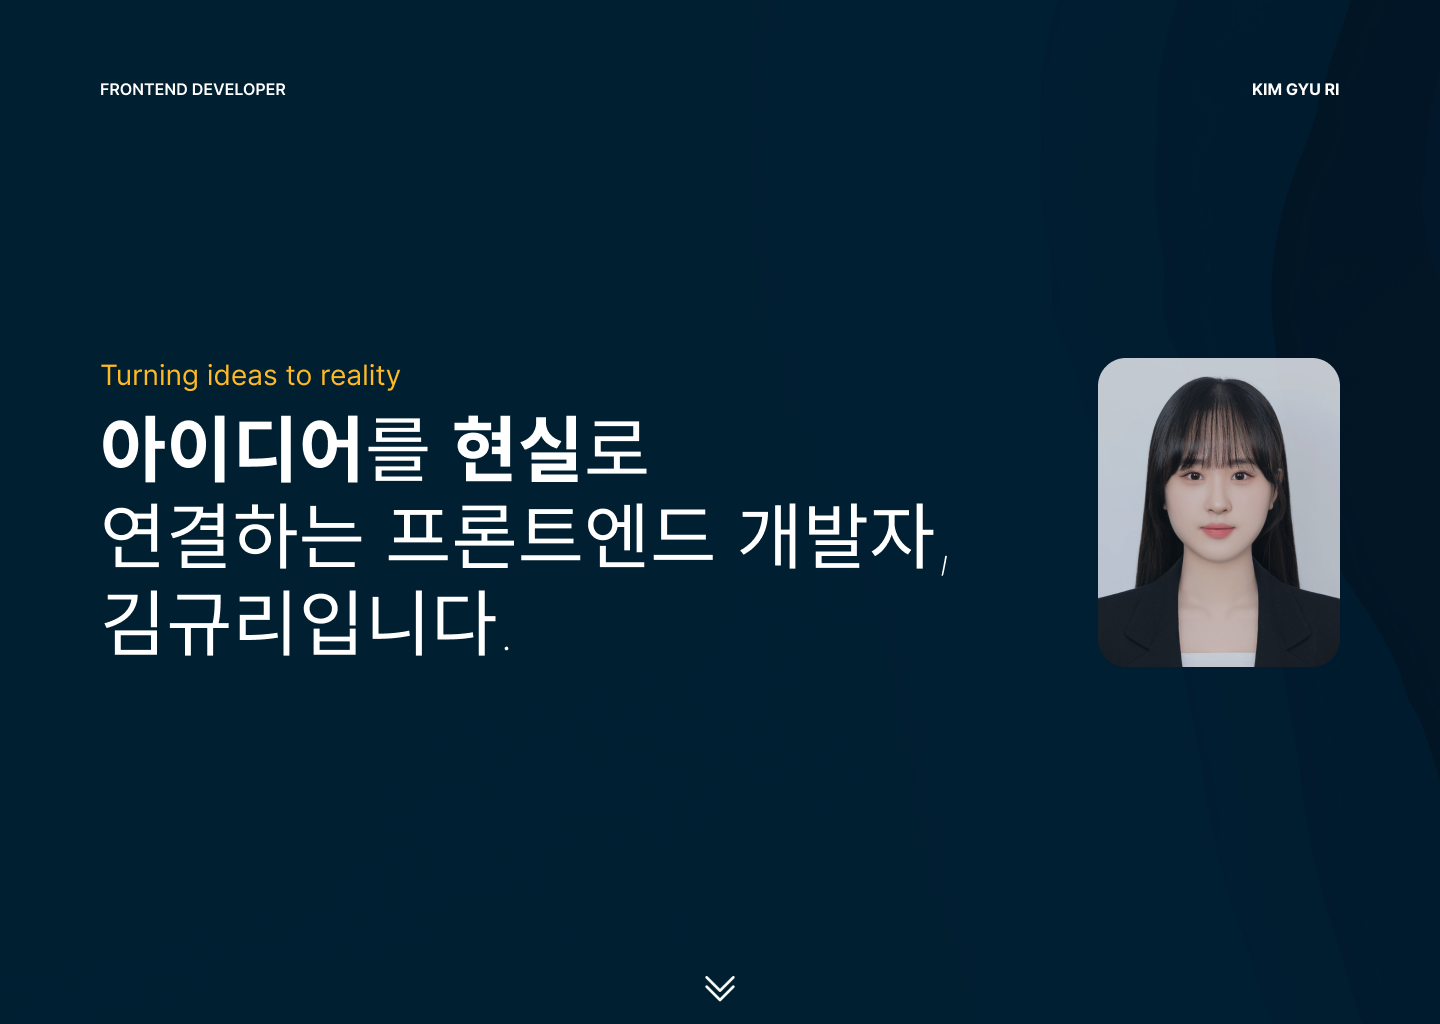 FRONTEND DEVELOPER
KIM GYU RI
Turning ideas to reality
아이디어를 현실로
연결하는 프론트엔드 개발자,
김규리입니다.